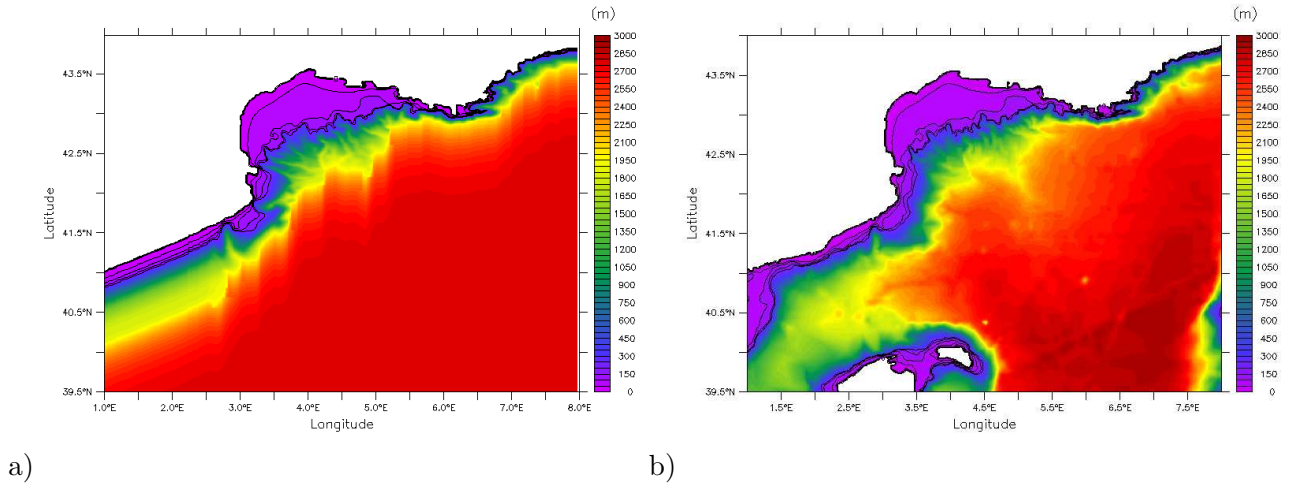 (m)
3000
2850
2700
2550
2400
2250
2100
1950
1800
1650
1500
1350
1200
1050
900
750
600
450
300
150
0
43.5°N
42.5°N
41.5°N
40.5°N
39.5°N
Latitude
1.0°E 2.0°E 3.0°E 4.0°E 5.0°E 6.0°E 7.0°E 8.0°E
Longitude
a)
(m)
3000
2850
2700
2550
2400
2250
2100
1950
1800
1650
1500
1350
1200
1050
900
750
600
450
300
150
0
43.5°N
42.5°N
41.5°N
40.5°N
39.5°N
Latitude
1.5°E 2.5°E 3.5°E 4.5°E 5.5°E 6.5°E 7.5°E
Longitude
b)